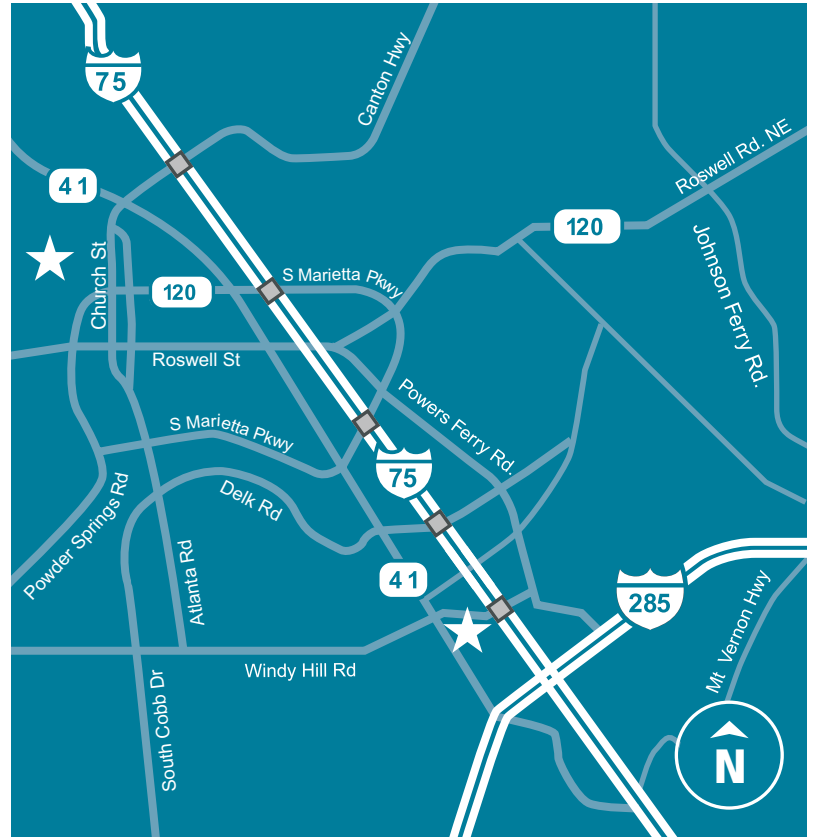 75
Canton Hwy
Roswell Rd. NE
41
120
Johnson Ferry Rd.
Church St
S Marietta Pkwy
120
Roswell St
Powers Ferry Rd.
S Marietta Pkwy
75
Delk Rd
Powder Springs Rd
Atlanta Rd
41
285
Mt Vernon Hwy
Windy Hill Rd
South Cobb Dr
N